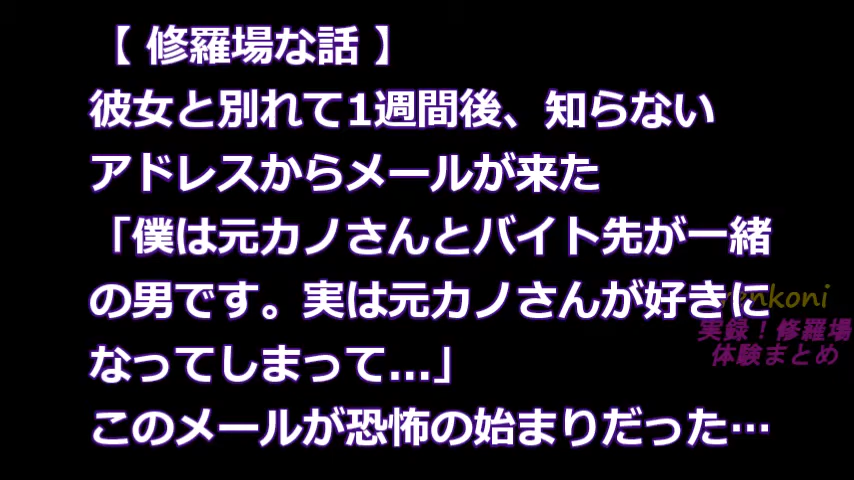 【 修羅場な話 】
彼女と別れて1週間後、知らない
アドレスからメールが来た
「僕は元カノさんとバイト先が一緒
の男です。実は元カノさんが好きに
なってしまって…」
このメールが恐怖の始まりだった…
renkoni
実録！修羅場
体験まとめ